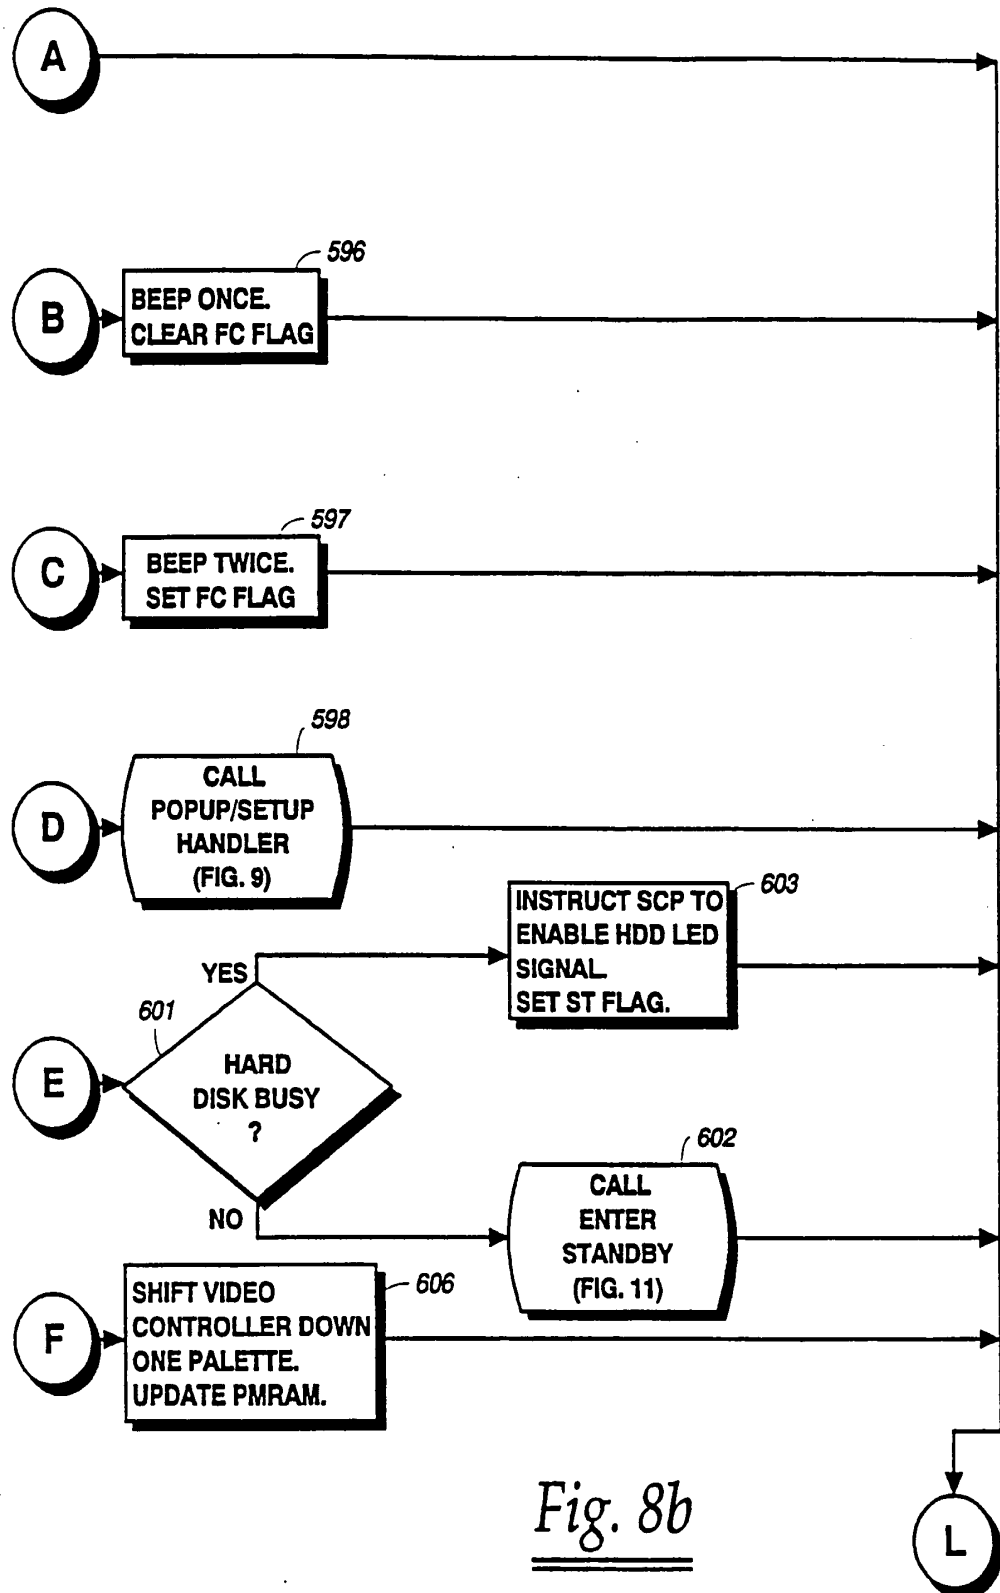 A
596
B
BEEP ONCE.
CLEAR FC FLAG
597
C
BEEP TWICE.
SET FC FLAG
598
D
CALL
POPUP/SETUP
HANDLER
(FIG. 9)
603
INSTRUCT SCP TO
ENABLE HDD LED
SIGNAL.
SET ST FLAG.
YES
601
E
HARD
DISK BUSY
?
NO
602
CALL
ENTER
STANDBY
(FIG. 11)
606
F
SHIFT VIDEO
CONTROLLER DOWN
ONE PALETTE.
UPDATE PMRAM.
L
Fig. 8b